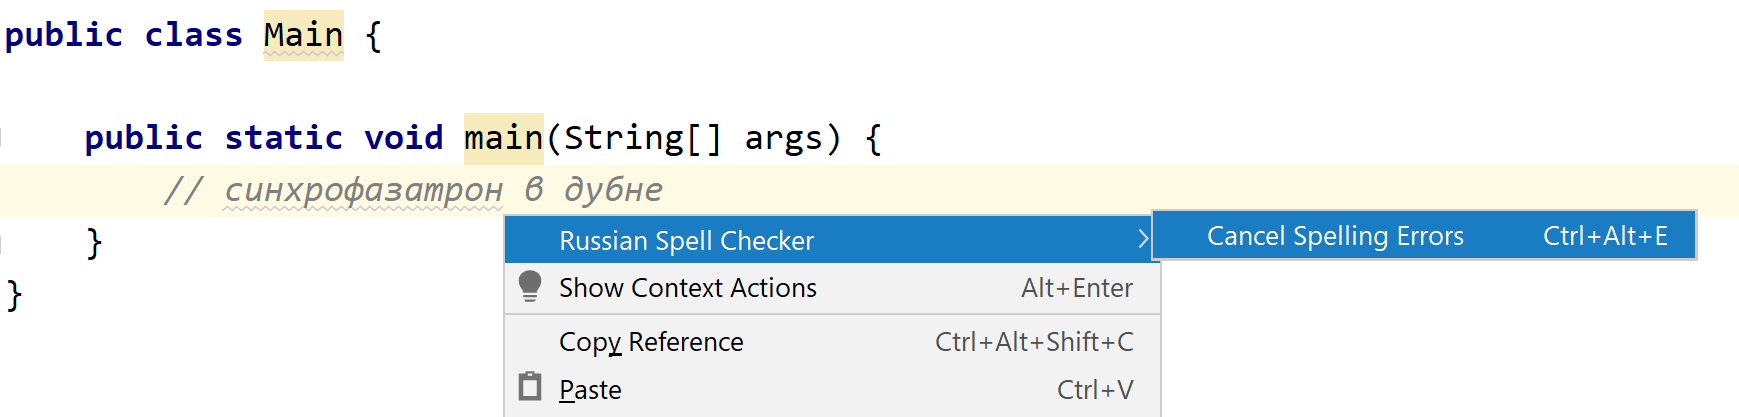 public class Main {
public static void main(String[] args) {
// синхрофазатрон в дубне
}
}
Russian Spell Checker
Cancel Spelling Errors Ctrl+Alt+E
Show Context Actions Alt+Enter
Copy Reference Ctrl+Alt+Shift+C
Paste Ctrl+V